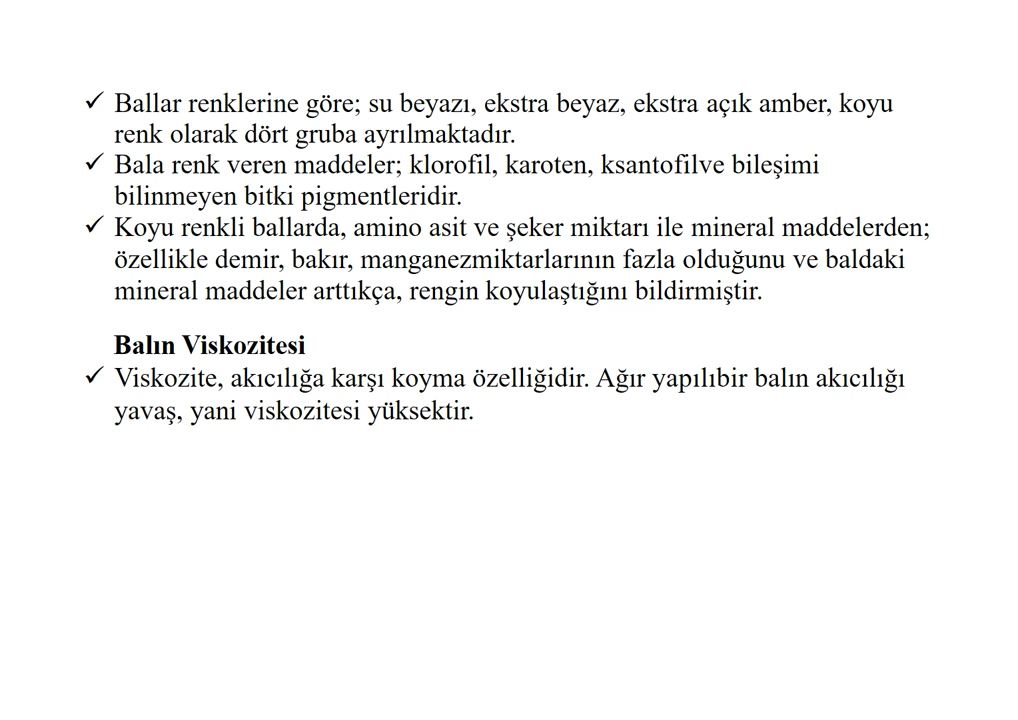 ✓ Ballar renklerine göre; su beyazı, ekstra beyaz, ekstra açık amber, koyu
renk olarak dört gruba ayrılmaktadır.
✓ Bala renk veren maddeler; klorofil, karoten, ksantofilve bileşimi
bilinmeyen bitki pigmentleridir.
✓ Koyu renkli ballarda, amino asit ve şeker miktarı ile mineral maddelerden;
özellikle demir, bakır, manganezmiktarlarının fazla olduğunu ve baldaki
mineral maddeler arttıkça, rengin koyulaştığını bildirmiştir.
Balın Viskozitesi
✓ Viskozite, akıcılığa karşı koyma özelliğidir. Ağır yapılıbir balın akıcılığı
yavaş, yani viskozitesi yüksektir.